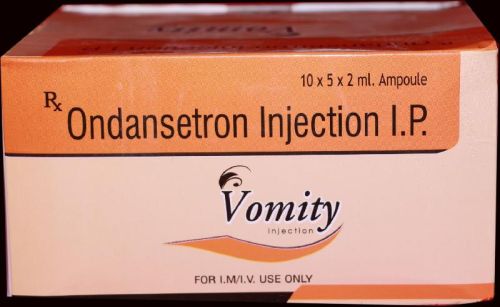 10 x 5 x 2 ml. Ampoule
Rx Ondansetron Injection I.P.
Vomity
injection
FOR I.M/I.V. USE ONLY